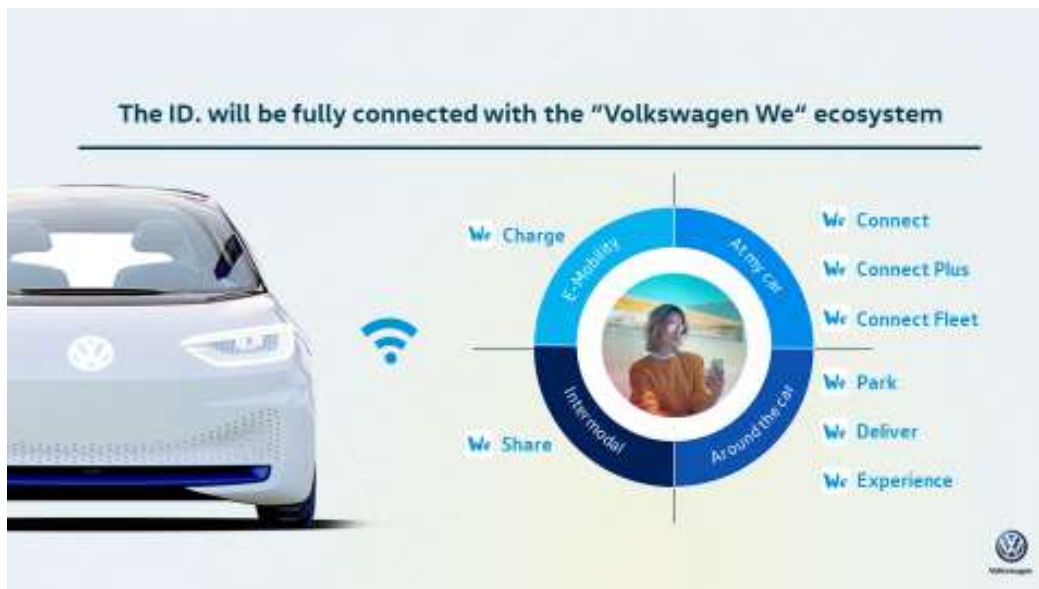 The ID. will be fully connected with the "Volkswagen We“ ecosystem
We Charge
E-Mobility
At my car
We Connect
We Connect Plus
We Connect Fleet
Intermodal
Around the car
We Share
We Park
We Deliver
We Experience
Volkswagen